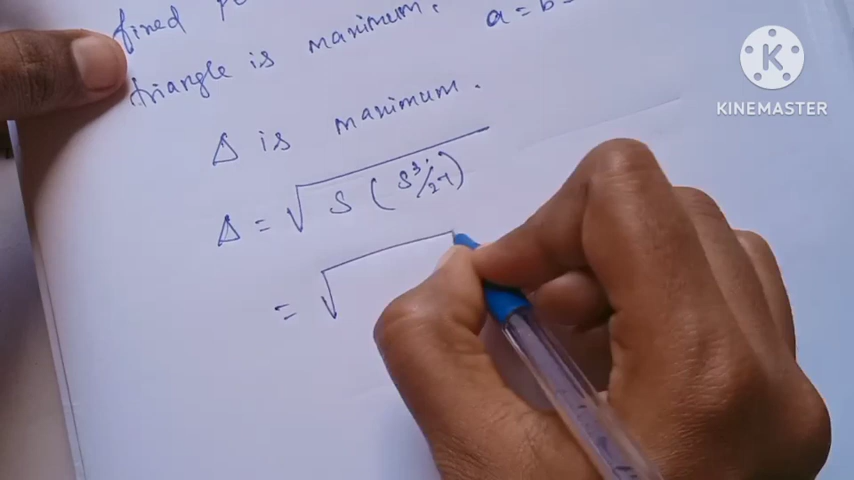 fixed
triangle is maximum. a = b =
Δ is maximum.
Δ = √S (S³/27)
= √
K
KINEMASTER